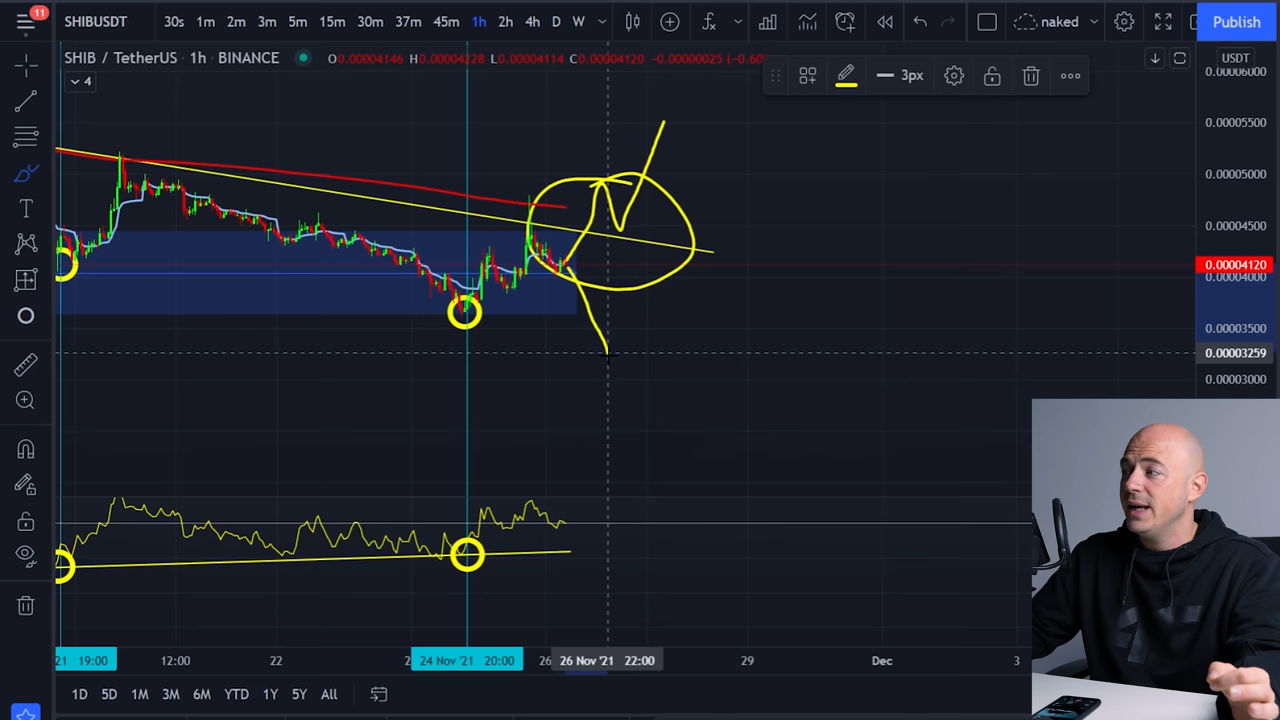 11
SHIBUSDT 30s 1m 2m 3m 5m 15m 30m 37m 45m 1h 2h 4h D W naked Publish
SHIB / TetherUS · 1h · BINANCE O0.00004146 H0.00004228 L0.00004114 C0.00004120 -0.00000025 (-0.60
4
3px
USDT
0.00006000
0.00005500
0.00005000
0.00004500
0.00004120
0.00004000
0.00003500
0.00003259
0.00003000
21 19:00 12:00 22 2 24 Nov '21 20:00 26 26 Nov '21 22:00 29 Dec 3
1D 5D 1M 3M 6M YTD 1Y 5Y All